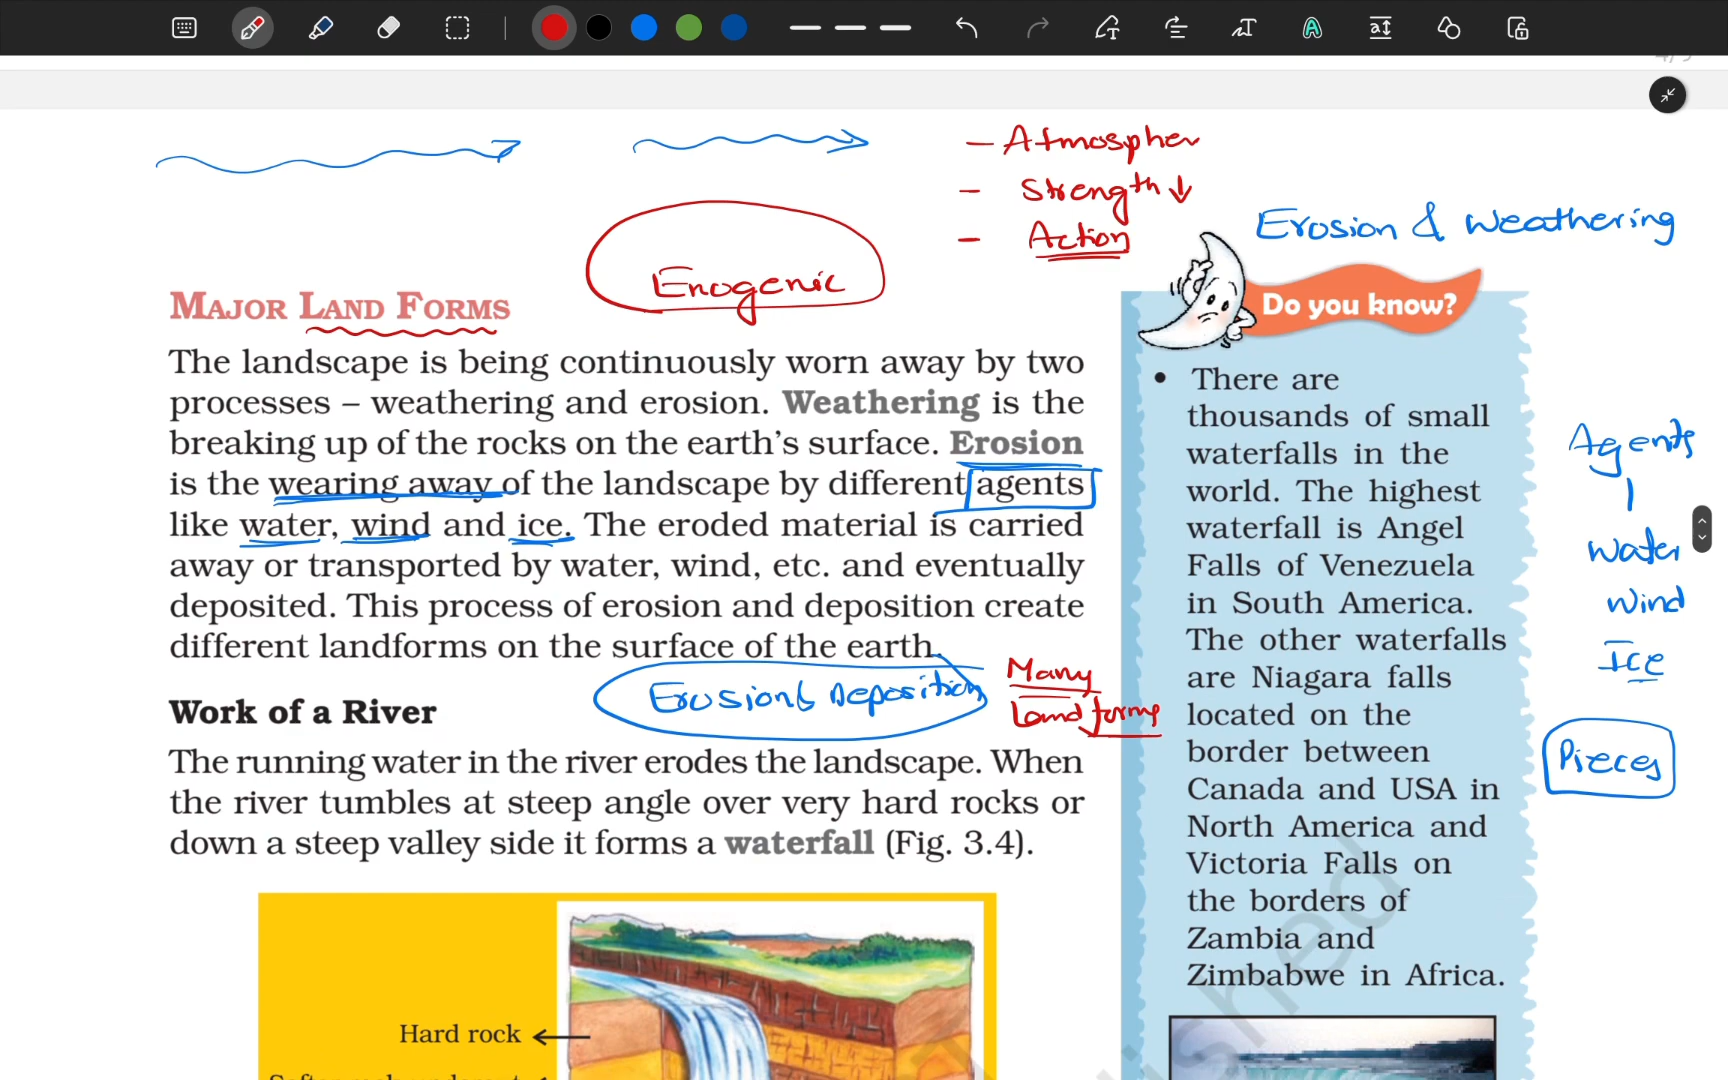 – Atmospher
– Strength ↓
– Action
Erosion & Weathering
Enogenic
MAJOR LAND FORMS
The landscape is being continuously worn away by two
processes – weathering and erosion. Weathering is the
breaking up of the rocks on the earth's surface. Erosion
is the wearing away of the landscape by different agents
like water, wind and ice. The eroded material is carried
away or transported by water, wind, etc. and eventually
deposited. This process of erosion and deposition create
different landforms on the surface of the earth.
Erosion & Deposition
Many
Land forms
Work of a River
The running water in the river erodes the landscape. When
the river tumbles at steep angle over very hard rocks or
down a steep valley side it forms a waterfall (Fig. 3.4).
Hard rock
Do you know?
• There are
thousands of small
waterfalls in the
world. The highest
waterfall is Angel
Falls of Venezuela
in South America.
The other waterfalls
are Niagara falls
located on the
border between
Canada and USA in
North America and
Victoria Falls on
the borders of
Zambia and
Zimbabwe in Africa.
Agents
Water
Wind
Ice
Pieces